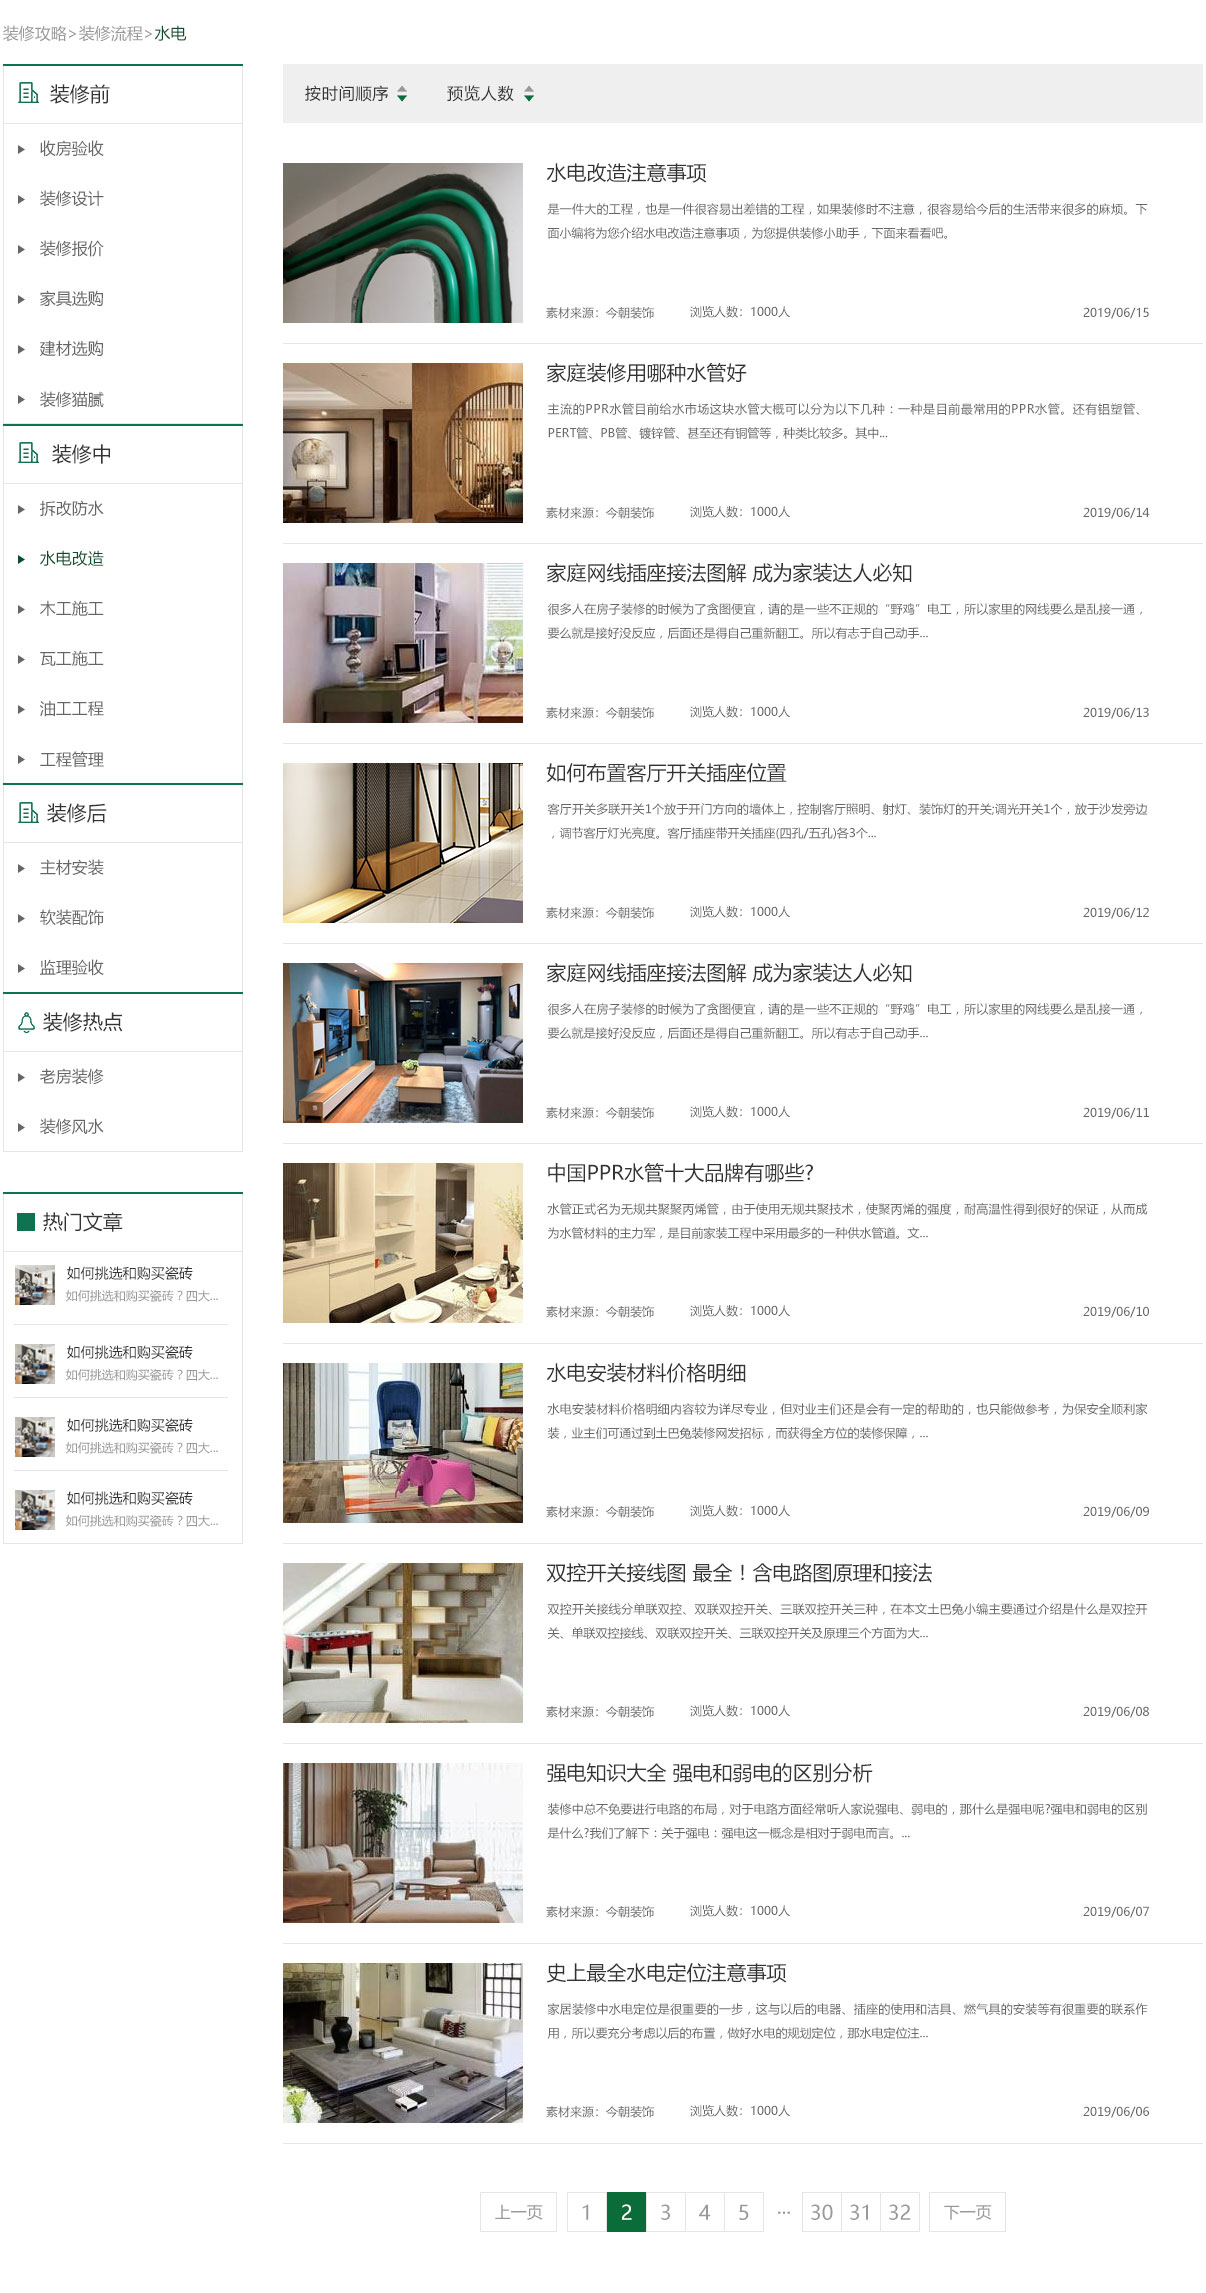 装修攻略>装修流程>水电
装修前
收房验收
装修设计
装修报价
家具选购
建材选购
装修猫腻
装修中
拆改防水
水电改造
木工施工
瓦工施工
油工工程
工程管理
装修后
主材安装
软装配饰
监理验收
装修热点
老房装修
装修风水
热门文章
如何挑选和购买瓷砖
如何挑选和购买瓷砖？四大...
如何挑选和购买瓷砖
如何挑选和购买瓷砖？四大...
如何挑选和购买瓷砖
如何挑选和购买瓷砖？四大...
如何挑选和购买瓷砖
如何挑选和购买瓷砖？四大...
按时间顺序 预览人数
水电改造注意事项
是一件大的工程，也是一件很容易出差错的工程，如果装修时不注意，很容易给今后的生活带来很多的麻烦。下
面小编将为您介绍水电改造注意事项，为您提供装修小助手，下面来看看吧。
素材来源：今朝装饰 浏览人数：1000人 2019/06/15
家庭装修用哪种水管好
主流的PPR水管目前给水市场这块水管大概可以分为以下几种：一种是目前最常用的PPR水管。还有铝塑管、
PERT管、PB管、镀锌管、甚至还有铜管等，种类比较多。其中...
素材来源：今朝装饰 浏览人数：1000人 2019/06/14
家庭网线插座接法图解 成为家装达人必知
很多人在房子装修的时候为了贪图便宜，请的是一些不正规的“野鸡”电工，所以家里的网线要么是乱接一通，
要么就是接好没反应，后面还是得自己重新翻工。所以有志于自己动手...
素材来源：今朝装饰 浏览人数：1000人 2019/06/13
如何布置客厅开关插座位置
客厅开关多联开关1个放于开门方向的墙体上，控制客厅照明、射灯、装饰灯的开关;调光开关1个，放于沙发旁边
，调节客厅灯光亮度。客厅插座带开关插座(四孔/五孔)各3个...
素材来源：今朝装饰 浏览人数：1000人 2019/06/12
家庭网线插座接法图解 成为家装达人必知
很多人在房子装修的时候为了贪图便宜，请的是一些不正规的“野鸡”电工，所以家里的网线要么是乱接一通，
要么就是接好没反应，后面还是得自己重新翻工。所以有志于自己动手...
素材来源：今朝装饰 浏览人数：1000人 2019/06/11
中国PPR水管十大品牌有哪些?
水管正式名为无规共聚聚丙烯管，由于使用无规共聚技术，使聚丙烯的强度，耐高温性得到很好的保证，从而成
为水管材料的主力军，是目前家装工程中采用最多的一种供水管道。文...
素材来源：今朝装饰 浏览人数：1000人 2019/06/10
水电安装材料价格明细
水电安装材料价格明细内容较为详尽专业，但对业主们还是会有一定的帮助的，也只能做参考，为保安全顺利家
装，业主们可通过到土巴兔装修网发招标，而获得全方位的装修保障，...
素材来源：今朝装饰 浏览人数：1000人 2019/06/09
双控开关接线图 最全！含电路图原理和接法
双控开关接线分单联双控、双联双控开关、三联双控开关三种，在本文土巴兔小编主要通过介绍是什么是双控开
关、单联双控接线、双联双控开关、三联双控开关及原理三个方面为大...
素材来源：今朝装饰 浏览人数：1000人 2019/06/08
强电知识大全 强电和弱电的区别分析
装修中总不免要进行电路的布局，对于电路方面经常听人家说强电、弱电的，那什么是强电呢?强电和弱电的区别
是什么?我们了解下：关于强电：强电这一概念是相对于弱电而言。...
素材来源：今朝装饰 浏览人数：1000人 2019/06/07
史上最全水电定位注意事项
家居装修中水电定位是很重要的一步，这与以后的电器、插座的使用和洁具、燃气具的安装等有很重要的联系作
用，所以要充分考虑以后的布置，做好水电的规划定位，那水电定位注...
素材来源：今朝装饰 浏览人数：1000人 2019/06/06
上一页 1 2 3 4 5 ... 30 31 32 下一页